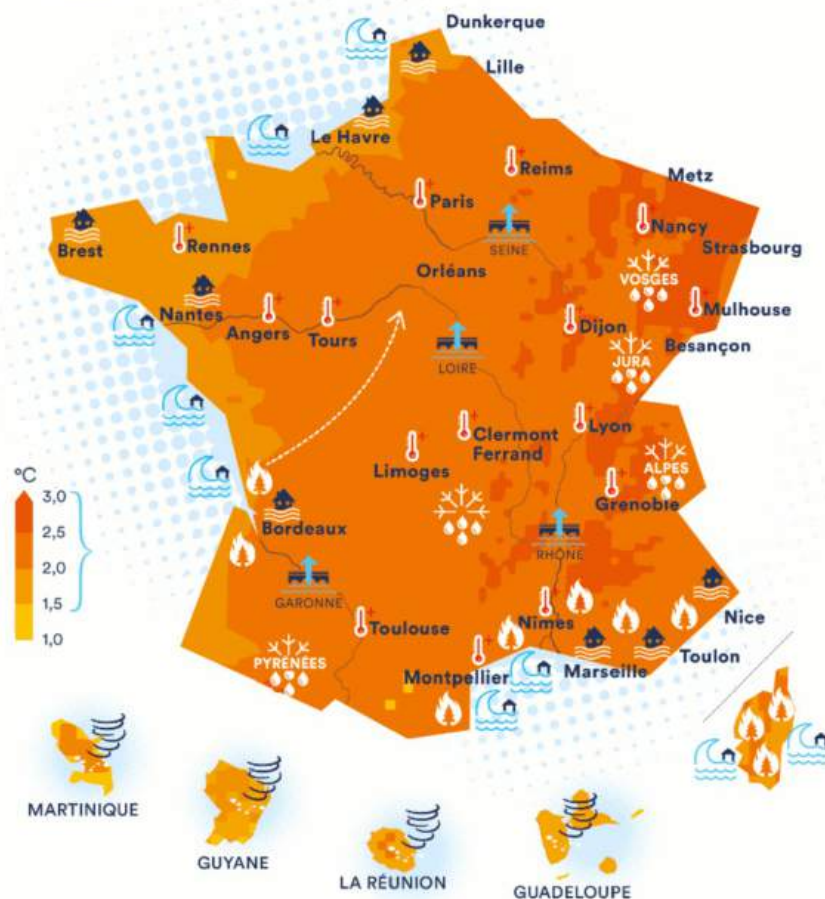 Dunkerque
Lille
Le Havre
Reims
Metz
Paris
Nancy
Brest
Rennes
SEINE
Strasbourg
Orléans
VOSGES
Nantes
Mulhouse
Angers
Tours
Dijon
Besançon
LOIRE
JURA
Lyon
Clermont
Ferrand
Limoges
ALPES
°C
Grenoble
3,0
2,5
Bordeaux
2,0
RHÔNE
1,5
GARONNE
Nîmes
Nice
1,0
Toulouse
Toulon
PYRÉNÉES
Montpellier
Marseille
MARTINIQUE
GUYANE
LA RÉUNION
GUADELOUPE